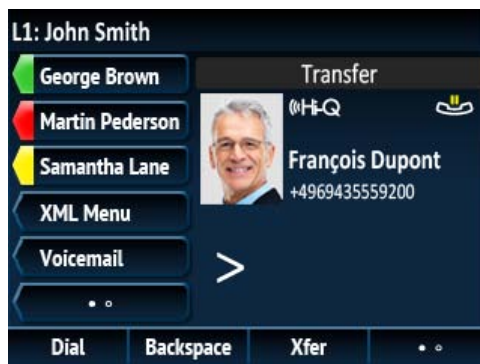 L1: John Smith
George Brown
Martin Pederson
Samantha Lane
XML Menu
Voicemail
Transfer
Hi-Q
François Dupont
+4969435559200
>
Dial Backspace Xfer